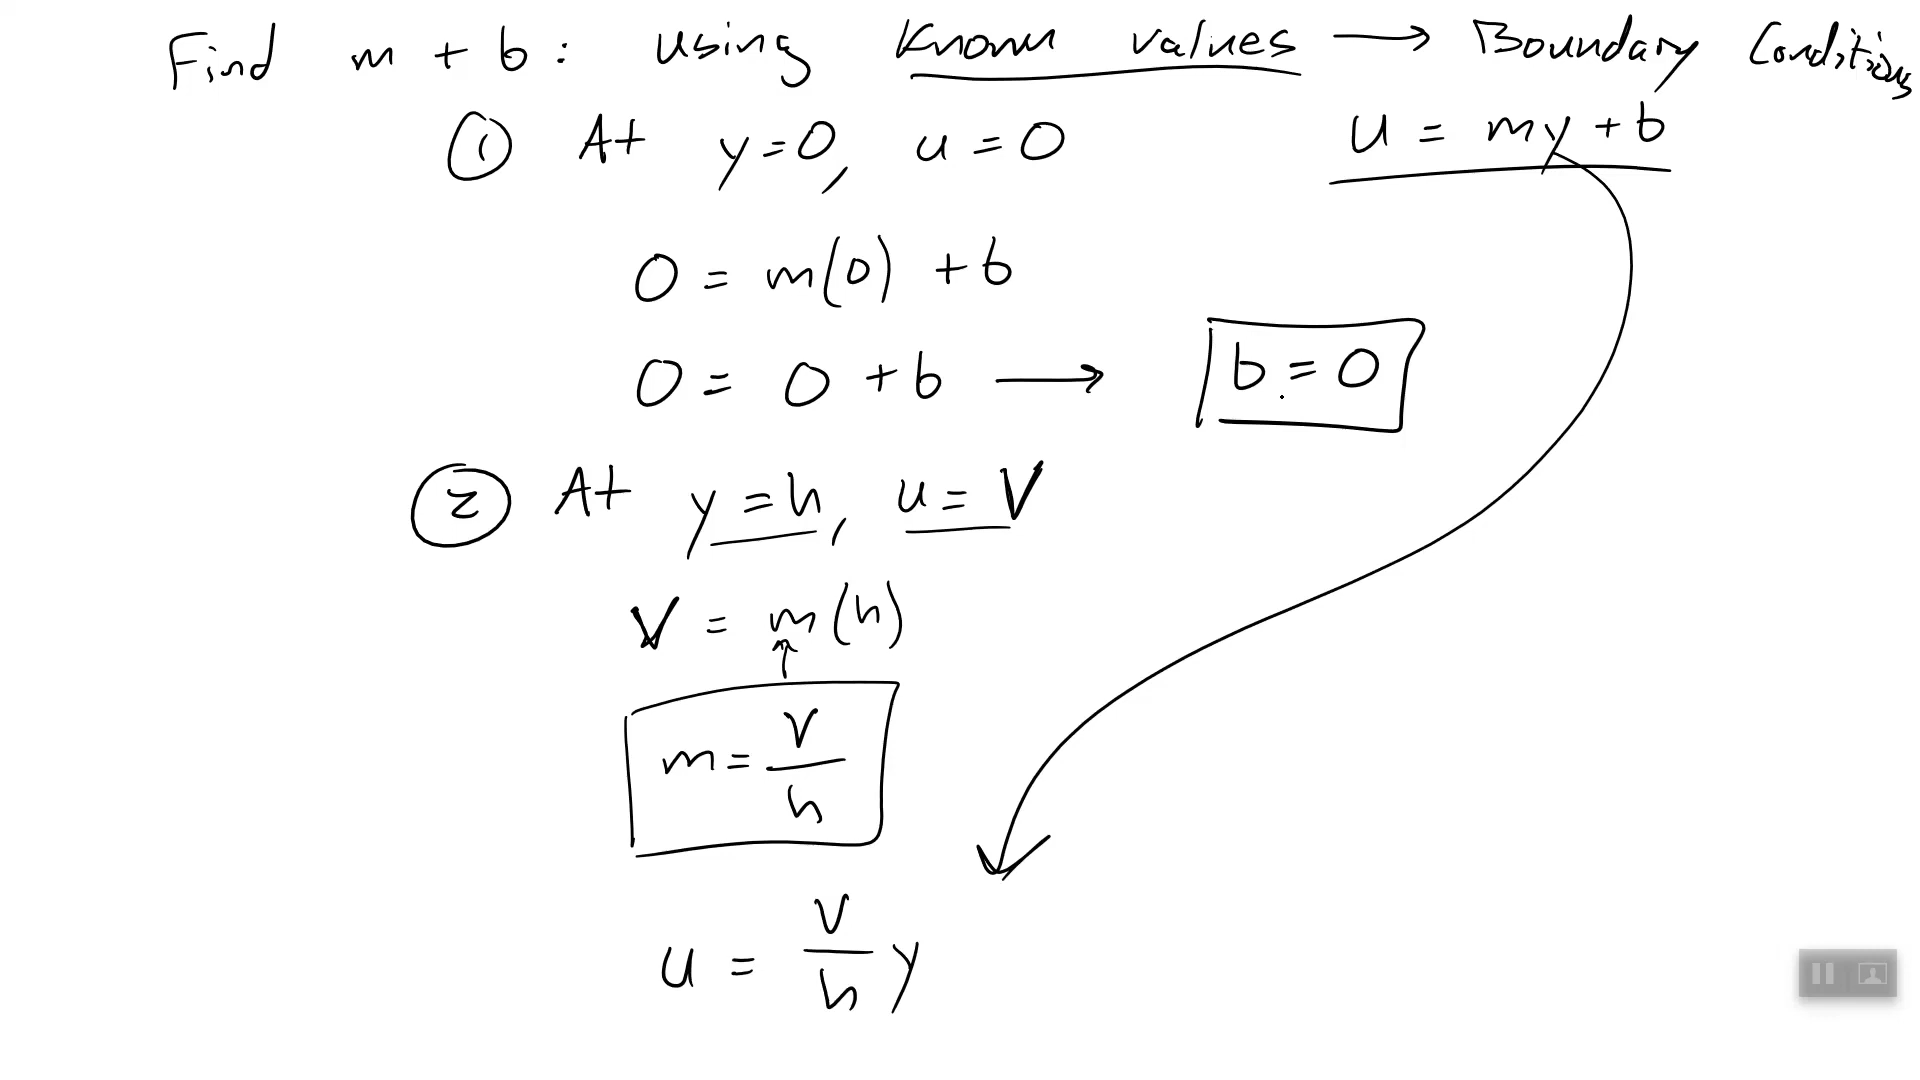 Find m + b: using Known values → Boundary Conditions
① At y=0, u=0
u = my + b
0 = m(0) + b
0 = 0 + b → b = 0
② At y=h, u=V
V = m(h)
↑
m = V/h
u = V/h y